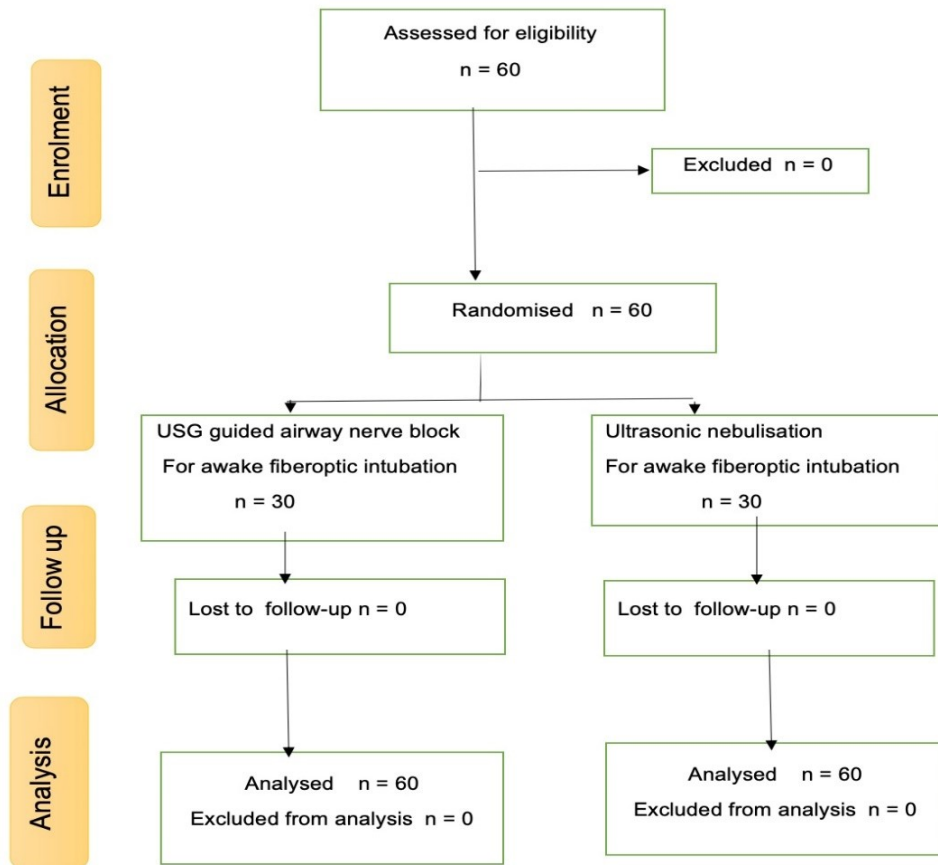 Enrolment
Assessed for eligibility
n = 60
Excluded n = 0
Allocation
Randomised n = 60
USG guided airway nerve block
For awake fiberoptic intubation
n = 30
Ultrasonic nebulisation
For awake fiberoptic intubation
n = 30
Follow up
Lost to follow-up n = 0
Lost to follow-up n = 0
Analysis
Analysed n = 60
Excluded from analysis n = 0
Analysed n = 60
Excluded from analysis n = 0